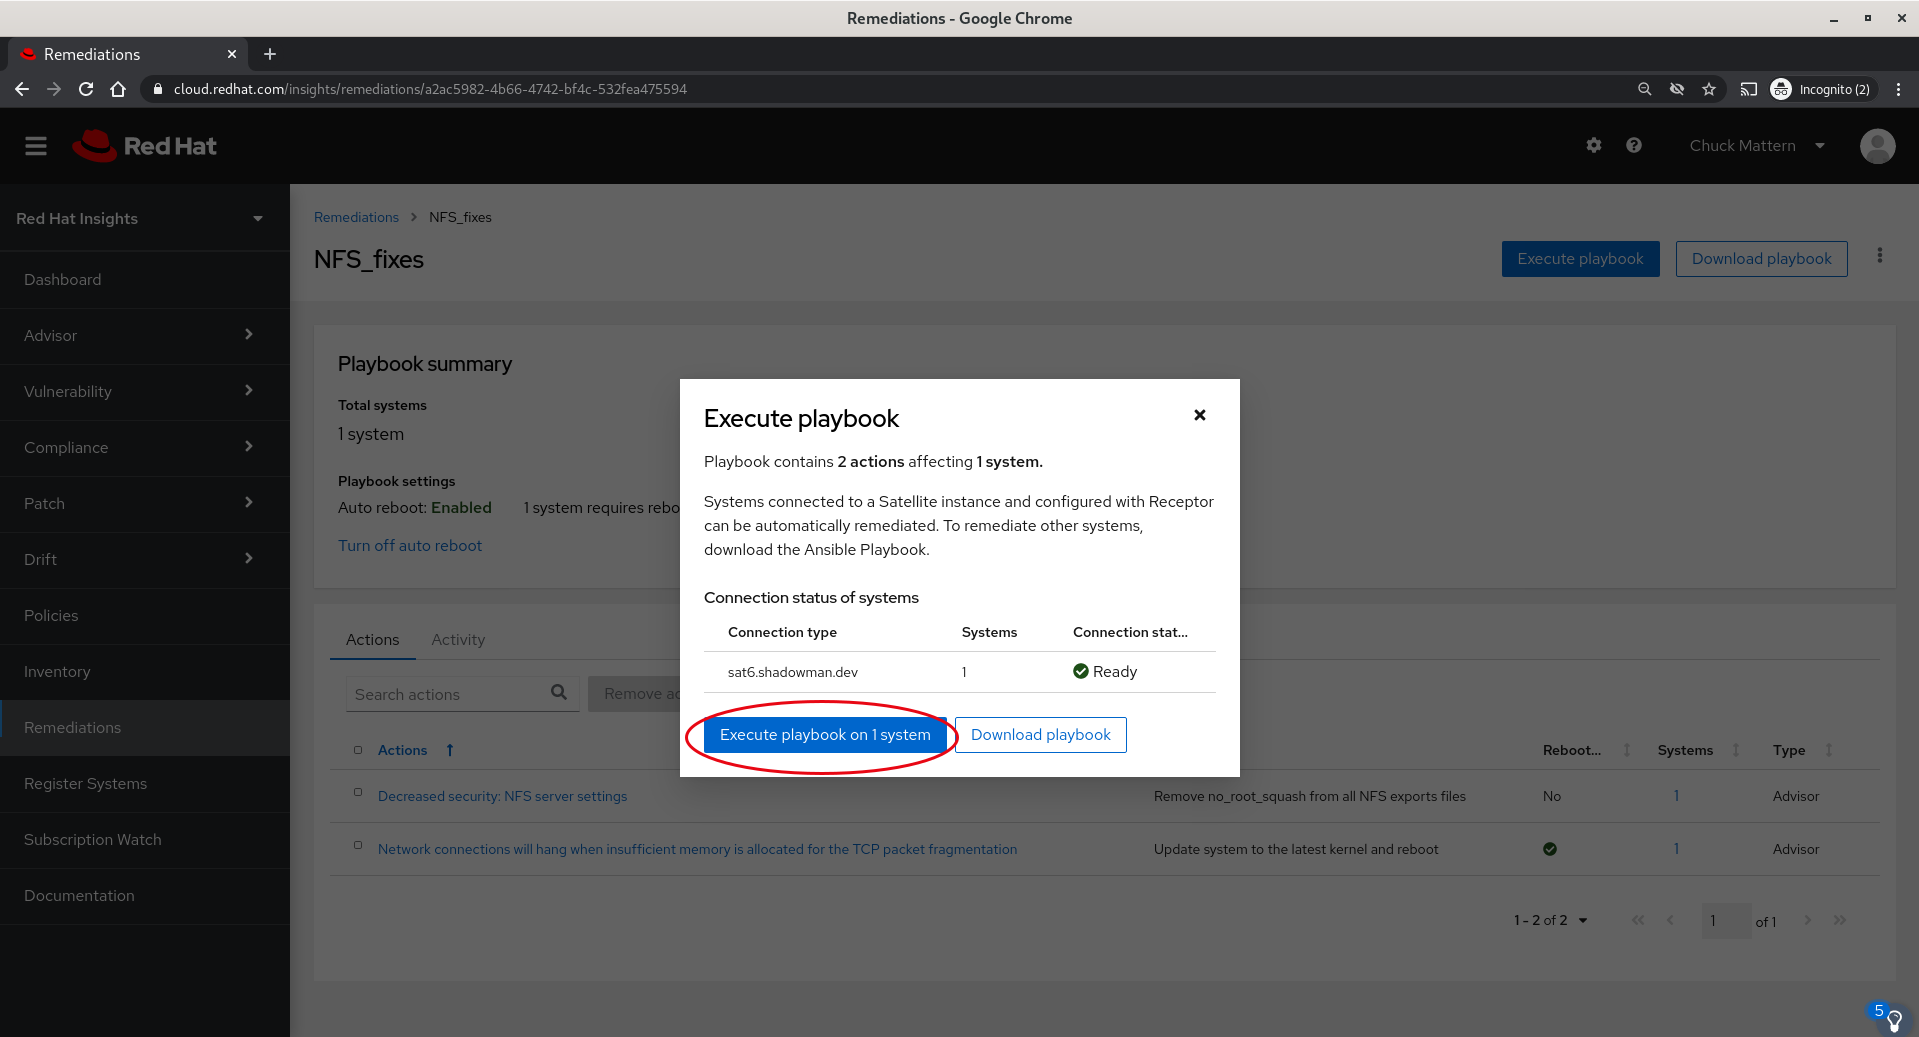 Remediations - Google Chrome
Remediations
cloud.redhat.com/insights/remediations/a2ac5982-4b66-4742-bf4c-532fea475594
Incognito (2)
Red Hat
Chuck Mattern
Red Hat Insights
Dashboard
Advisor
Vulnerability
Compliance
Patch
Drift
Policies
Inventory
Remediations
Register Systems
Subscription Watch
Documentation
Remediations > NFS_fixes
NFS_fixes
Execute playbook
Download playbook
Playbook summary
Total systems
1 system
Playbook settings
Auto reboot: Enabled 1 system requires rebo
Turn off auto reboot
Execute playbook
Playbook contains 2 actions affecting 1 system.
Systems connected to a Satellite instance and configured with Receptor
can be automatically remediated. To remediate other systems,
download the Ansible Playbook.
Connection status of systems
Connection type Systems Connection stat...
sat6.shadowman.dev 1 Ready
Execute playbook on 1 system Download playbook
Actions Activity
Search actions Remove ac
Actions Reboot... Systems Type
Decreased security: NFS server settings Remove no_root_squash from all NFS exports files No 1 Advisor
Network connections will hang when insufficient memory is allocated for the TCP packet fragmentation Update system to the latest kernel and reboot 1 Advisor
1 - 2 of 2 1 of 1
5